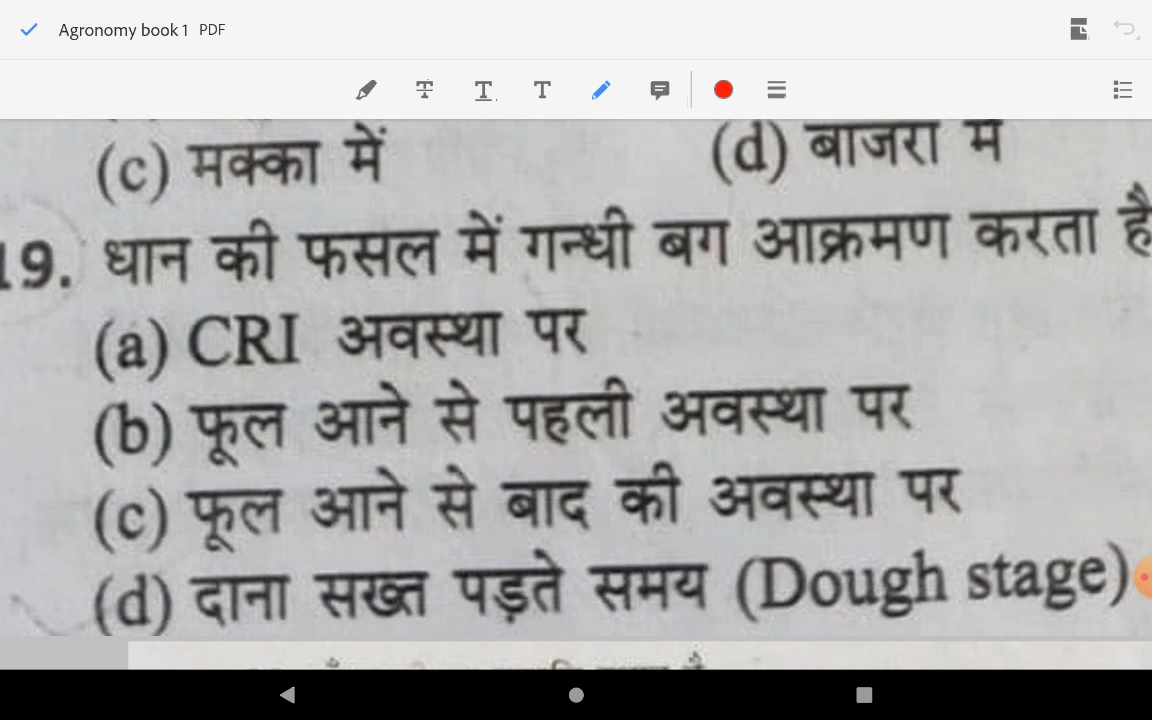 Agronomy book 1 PDF
(c) मक्का में (d) बाजरा में
19. धान की फसल में गन्धी बग आक्रमण करता है
(a) CRI अवस्था पर
(b) फूल आने से पहली अवस्था पर
(c) फूल आने से बाद की अवस्था पर
(d) दाना सख्त पड़ते समय (Dough stage)